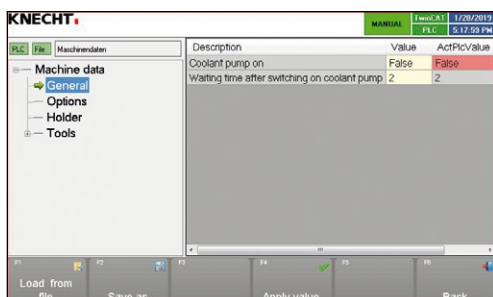 KNECHT.
MANUAL
TwinCAT 1/28/2019
PLC 5:17:59 PM
PLC File Maschinendaten
Description Value ActPlcValue
Machine data
Coolant pump on False False
General
Waiting time after switching on coolant pump 2 2
Options
Holder
Tools
F1 F2 F3 F4 F5 F6
Load from
file Save as Apply value Back